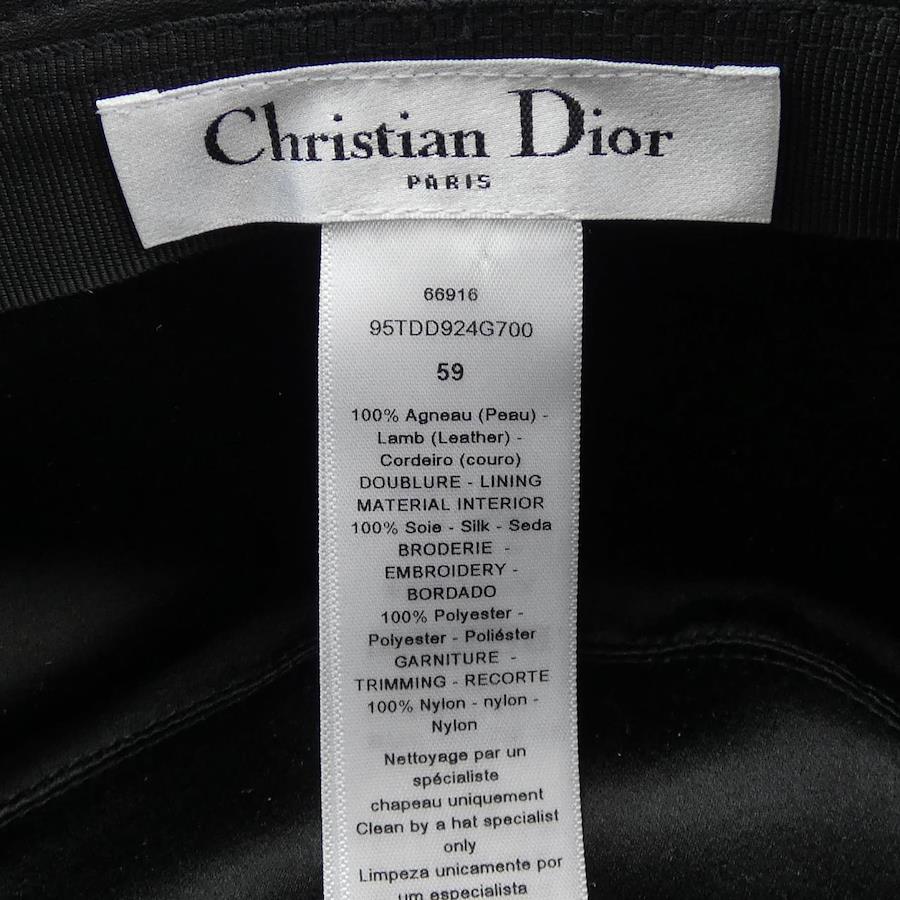 Christian Dior
PARIS
66916
95TDD924G700
59
100% Agneau (Peau) -
Lamb (Leather) -
Cordeiro (couro)
DOUBLURE - LINING
MATERIAL INTERIOR
100% Soie - Silk - Seda
BRODERIE -
EMBROIDERY -
BORDADO
100% Polyester -
Polyester - Poliéster
GARNITURE -
TRIMMING - RECORTE
100% Nylon - nylon -
Nylon
Nettoyage par un
spécialiste
chapeau uniquement
Clean by a hat specialist
only
Limpeza unicamente por
um especialista